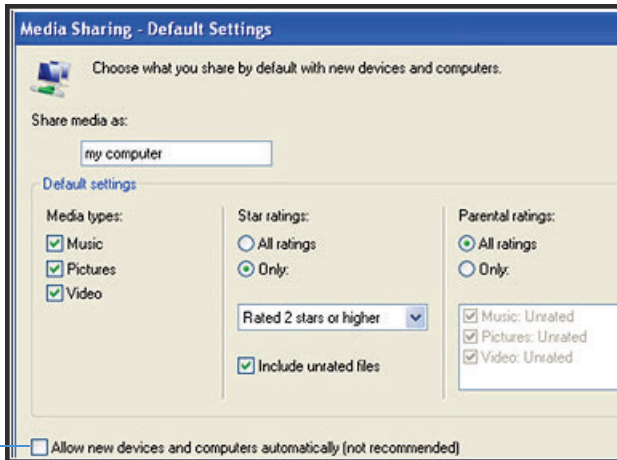 Media Sharing - Default Settings
Choose what you share by default with new devices and computers.
Share media as:
my computer
Default settings
Media types:
Music
Pictures
Video
Star ratings:
All ratings
Only:
Rated 2 stars or higher
Include unrated files
Parental ratings:
All ratings
Only:
Music: Unrated
Pictures: Unrated
Video: Unrated
Allow new devices and computers automatically (not recommended)